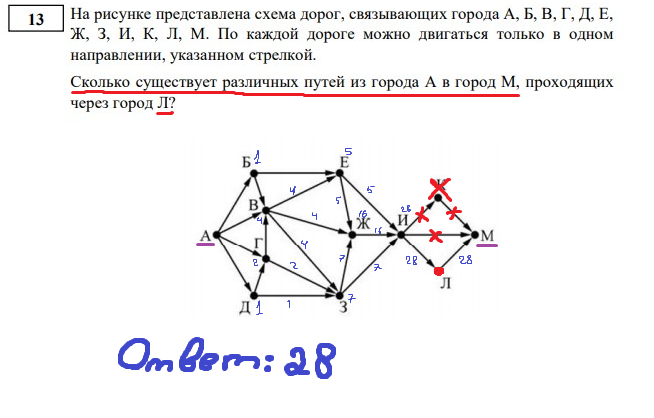 13
На рисунке представлена схема дорог, связывающих города А, Б, В, Г, Д, Е,
Ж, З, И, К, Л, М. По каждой дороге можно двигаться только в одном
направлении, указанном стрелкой.
Сколько существует различных путей из города А в город М, проходящих
через город Л?
Б 1
Е 5
В 4
4
5
5
4
Ж 16
16
И 28
А
М
Г 2
4
2
7
7
28
28
Л
Д 1
1
З 7
Ответ: 28